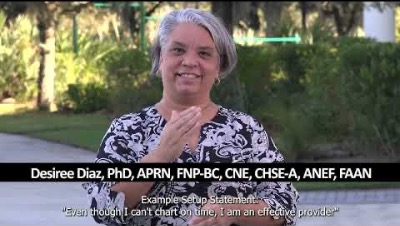 Desiree Diaz, PhD, APRN, FNP-BC, CNE, CHSE-A, ANEF, FAAN
Example Setup Statement:
"Even though I can't chart on time, I am an effective provider"